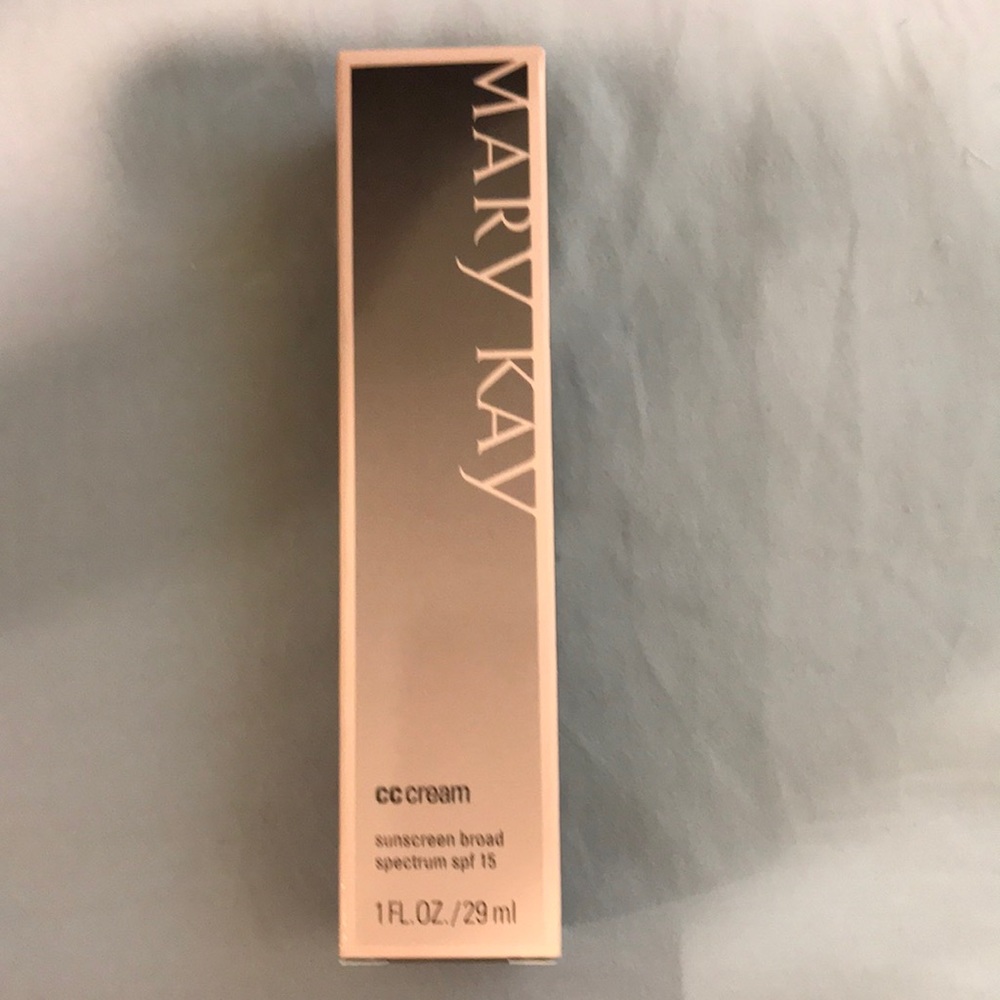 MARY KAY
cc cream
sunscreen broad
spectrum spf 15
1 FL.OZ./29 ml